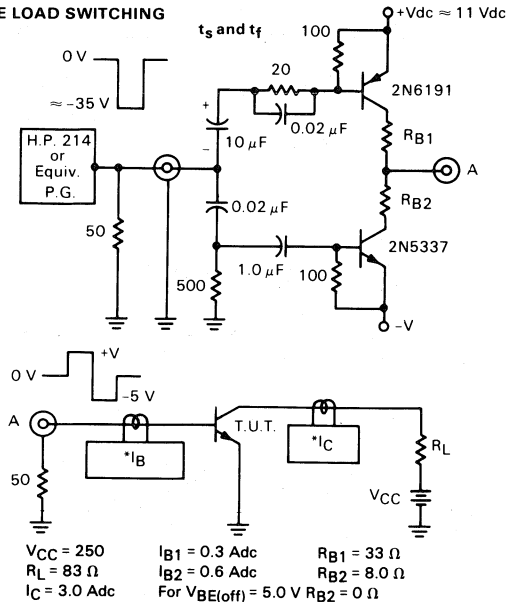 E LOAD SWITCHING
ts and tf
+Vdc ≈ 11 Vdc
0 V
≈ -35 V
100
20
2N6191
+
0.02 μF
10 μF
-
RB1
H.P. 214
or
Equiv.
P.G.
A
RB2
50
0.02 μF
2N5337
1.0 μF
100
500
-V
+V
0 V
-5 V
A
T.U.T.
*IB
*IC
RL
50
VCC
VCC = 250
RL = 83 Ω
IC = 3.0 Adc
IB1 = 0.3 Adc
IB2 = 0.6 Adc
For VBE(off) = 5.0 V RB2 = 0 Ω
RB1 = 33 Ω
RB2 = 8.0 Ω